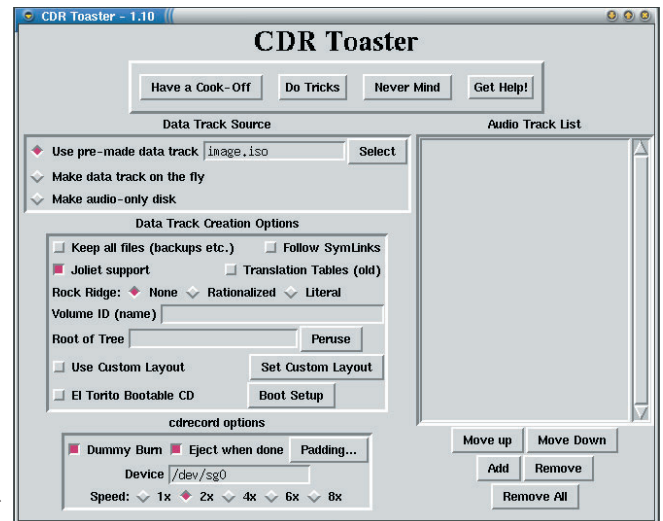 CDR Toaster - 1.10
CDR Toaster
Have a Cook-Off Do Tricks Never Mind Get Help!
Data Track Source
Use pre-made data track image.iso Select
Make data track on the fly
Make audio-only disk
Data Track Creation Options
Keep all files (backups etc.) Follow SymLinks
Joliet support Translation Tables (old)
Rock Ridge: None Rationalized Literal
Volume ID (name)
Root of Tree Peruse
Use Custom Layout Set Custom Layout
El Torito Bootable CD Boot Setup
cdrecord options
Dummy Burn Eject when done Padding...
Device /dev/sg0
Speed: 1x 2x 4x 6x 8x
Audio Track List
Move up Move Down
Add Remove
Remove All